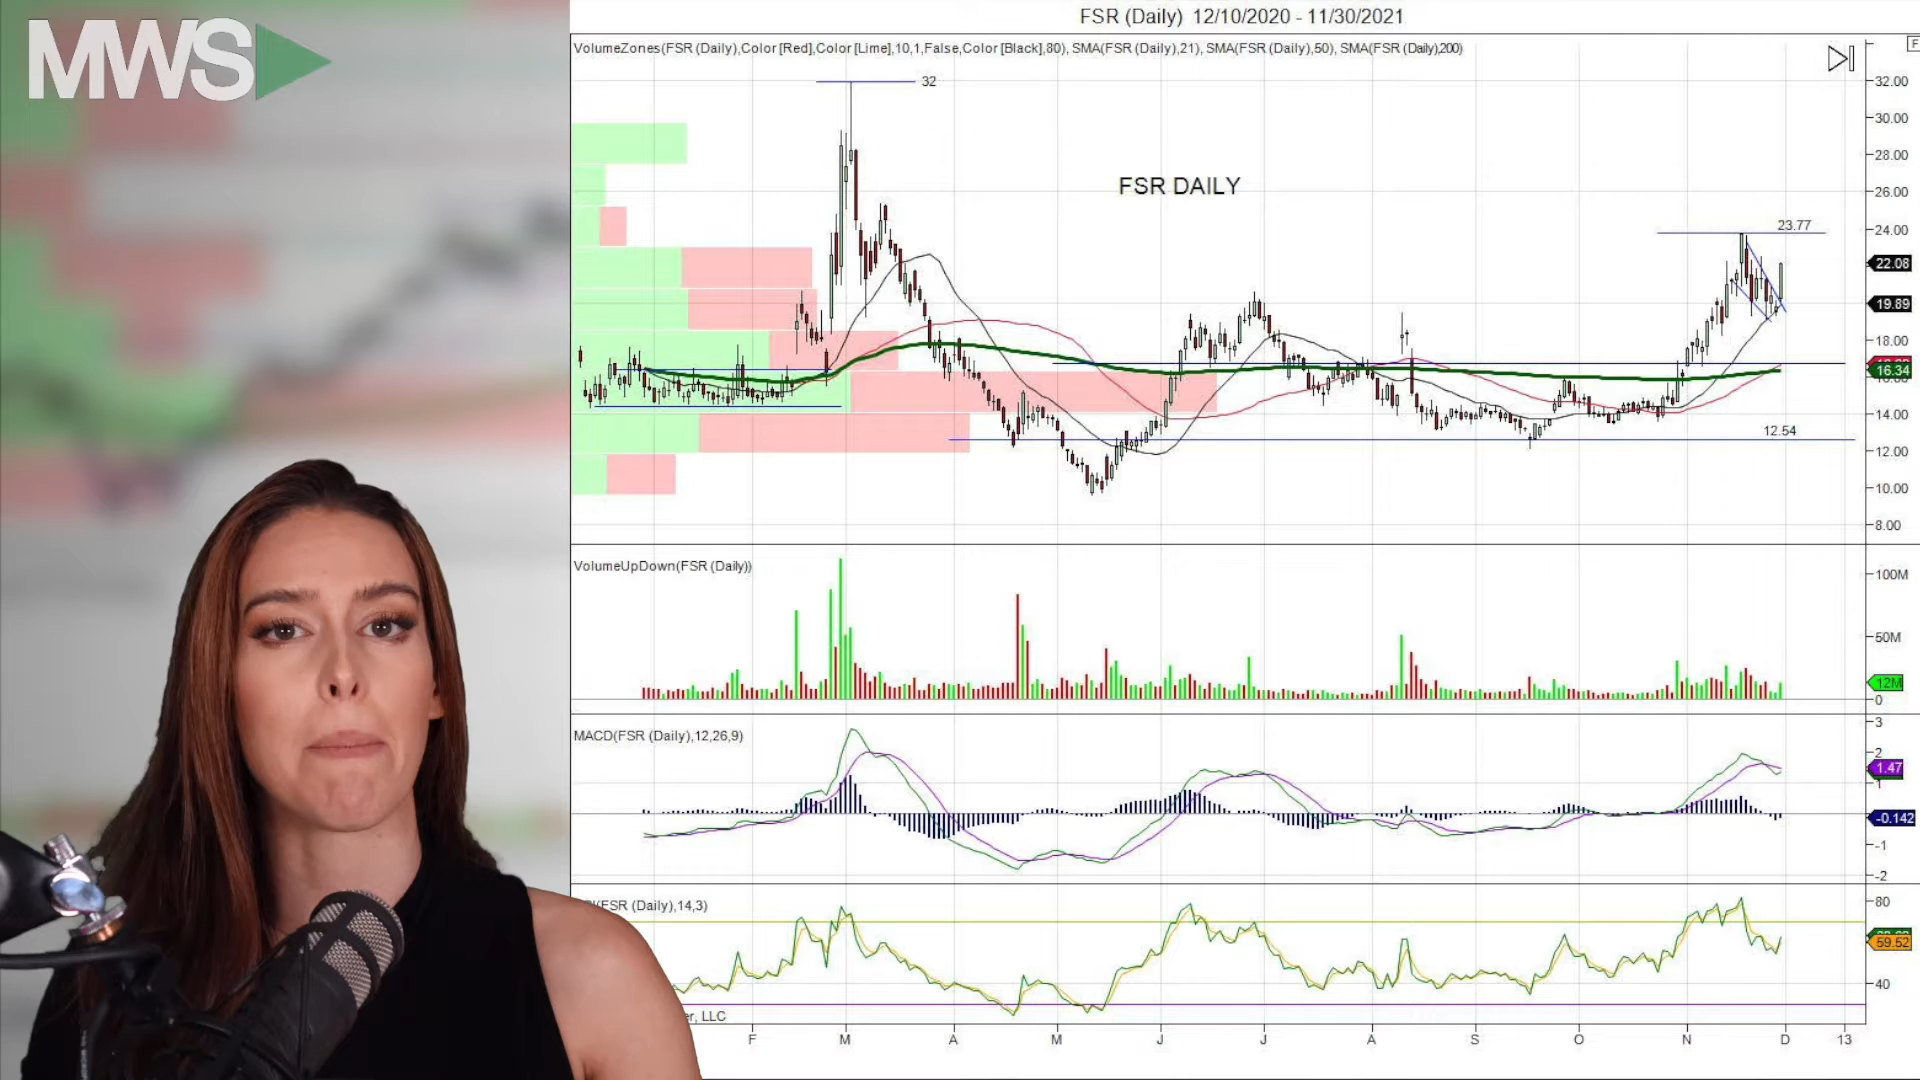 MWS
FSR (Daily) 12/10/2020 - 11/30/2021
VolumeZones(FSR (Daily),Color [Red],Color [Lime],10,1,False,Color [Black],80), SMA(FSR (Daily),21), SMA(FSR (Daily),50), SMA(FSR (Daily),200)
F
32
32.00
30.00
28.00
FSR DAILY
26.00
23.77
24.00
22.08
19.89
18.00
16.34
14.00
12.54
12.00
10.00
8.00
VolumeUpDown(FSR (Daily))
100M
50M
12M
0
MACD(FSR (Daily),12,26,9)
3
2
1.47
1
-0.142
-1
-2
FSR (Daily),14,3)
80
59.52
40
LLC
F M A M J J A S O N D 13